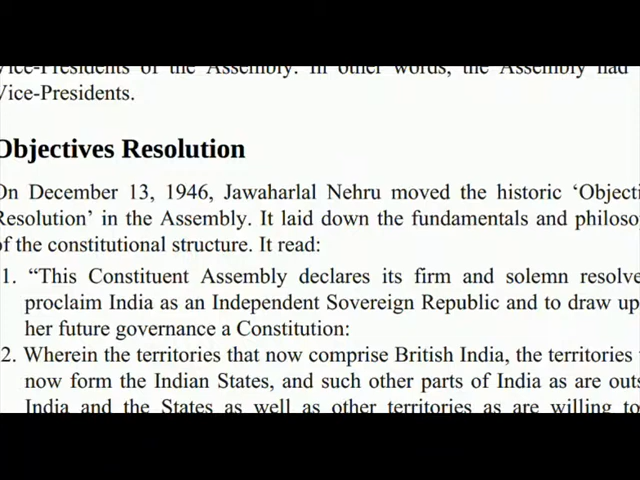 Vice-Presidents of the Assembly. In other words, the Assembly had
Vice-Presidents.
Objectives Resolution
On December 13, 1946, Jawaharlal Nehru moved the historic ‘Objecti
Resolution’ in the Assembly. It laid down the fundamentals and philoso
of the constitutional structure. It read:
1. “This Constituent Assembly declares its firm and solemn resolve
proclaim India as an Independent Sovereign Republic and to draw up
her future governance a Constitution:
2. Wherein the territories that now comprise British India, the territories
now form the Indian States, and such other parts of India as are outs
India and the States as well as other territories as are willing to